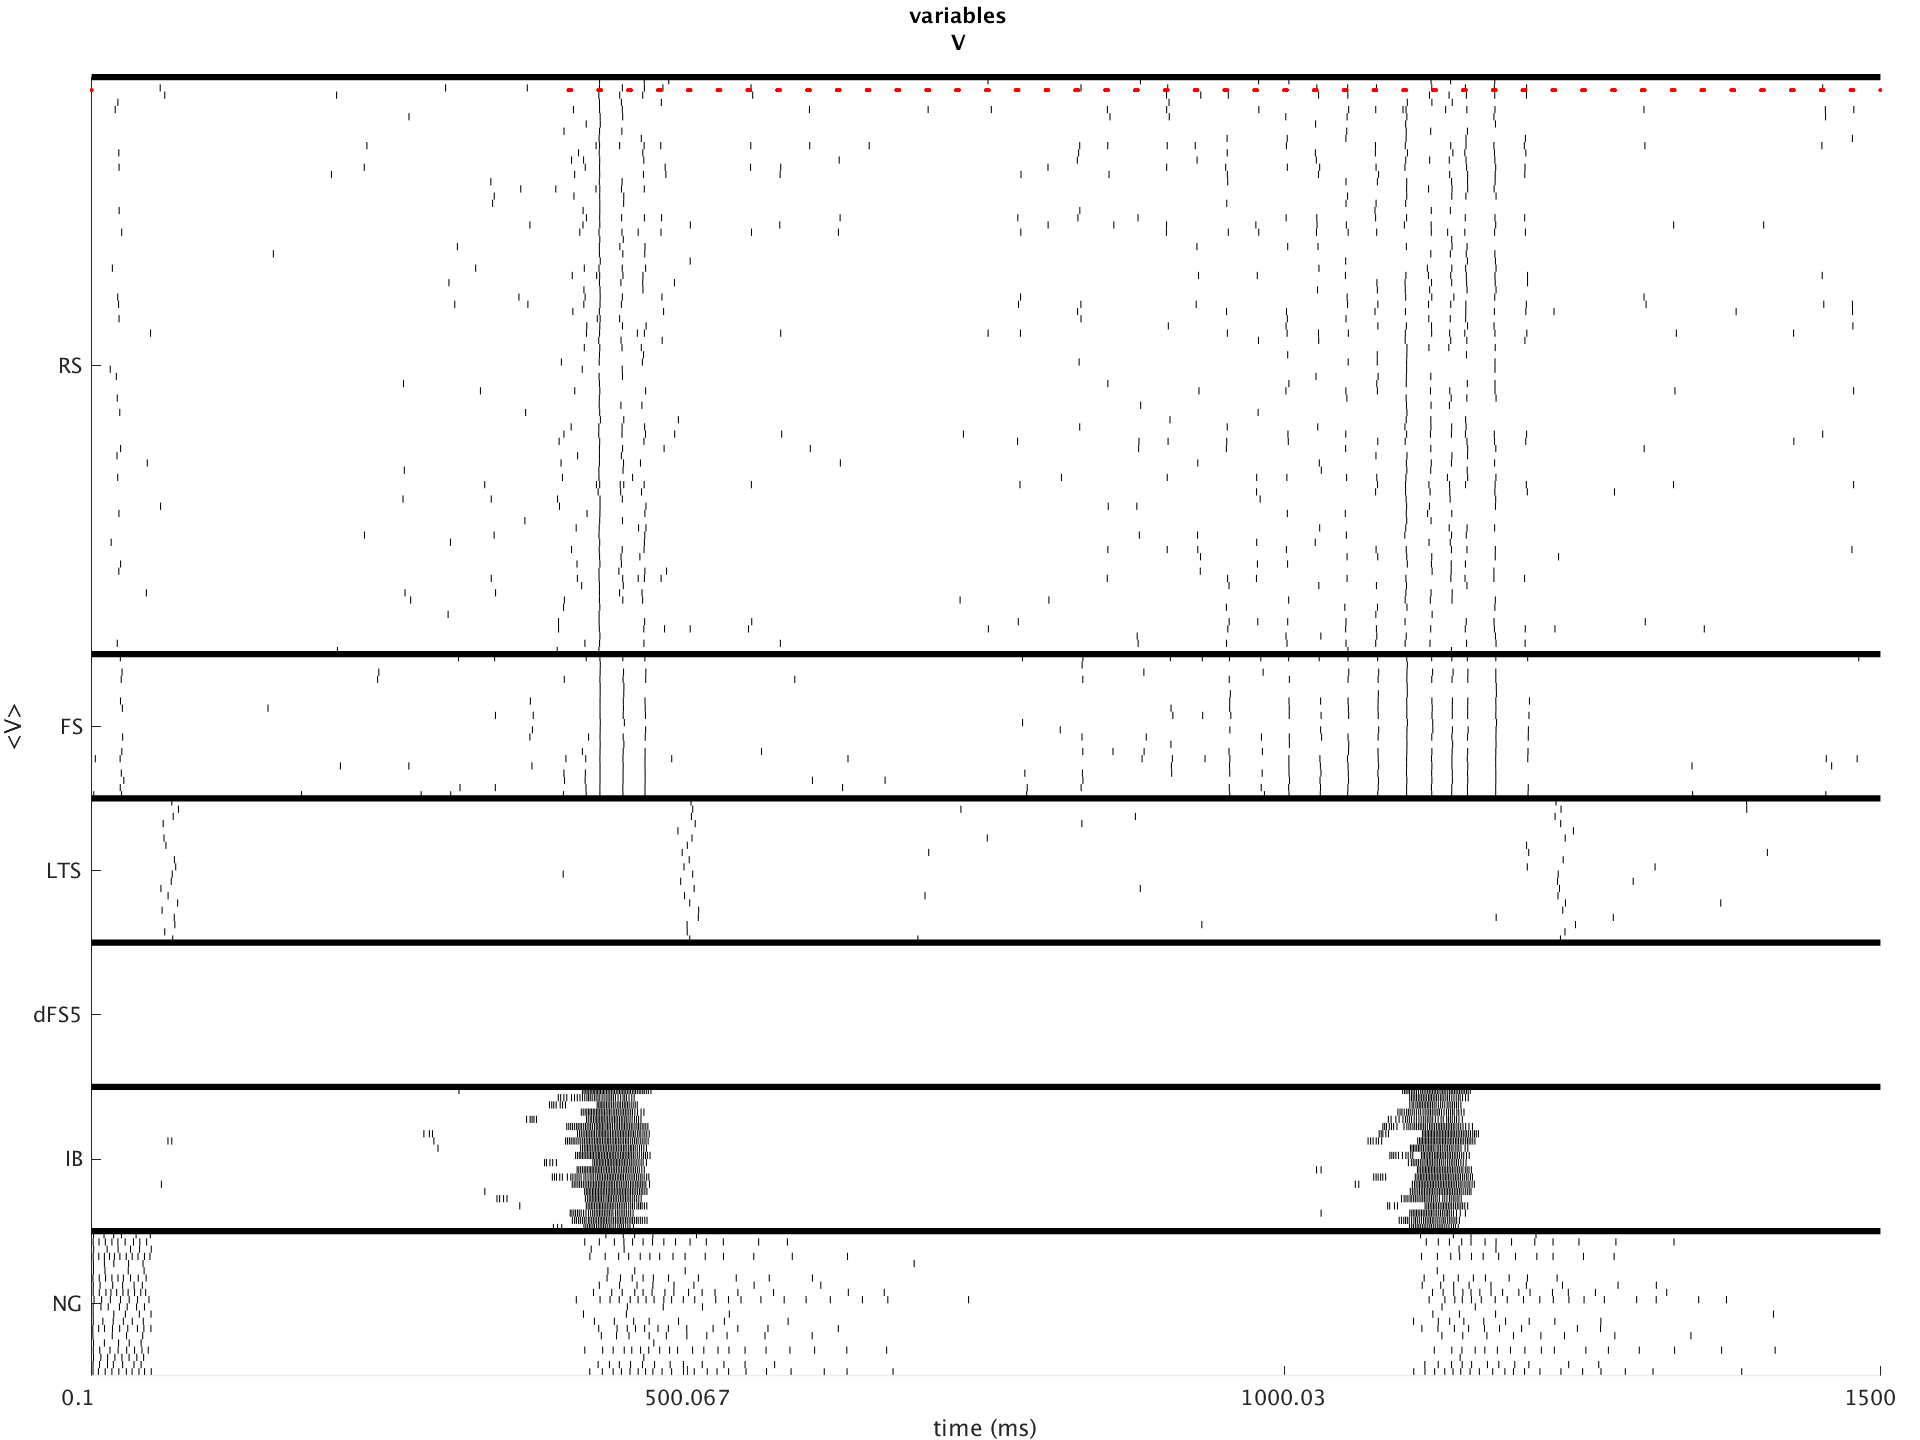 variables
V
RS
FS
<V>
LTS
dFS5
IB
NG
0.1
500.067
1000.03
1500
time (ms)